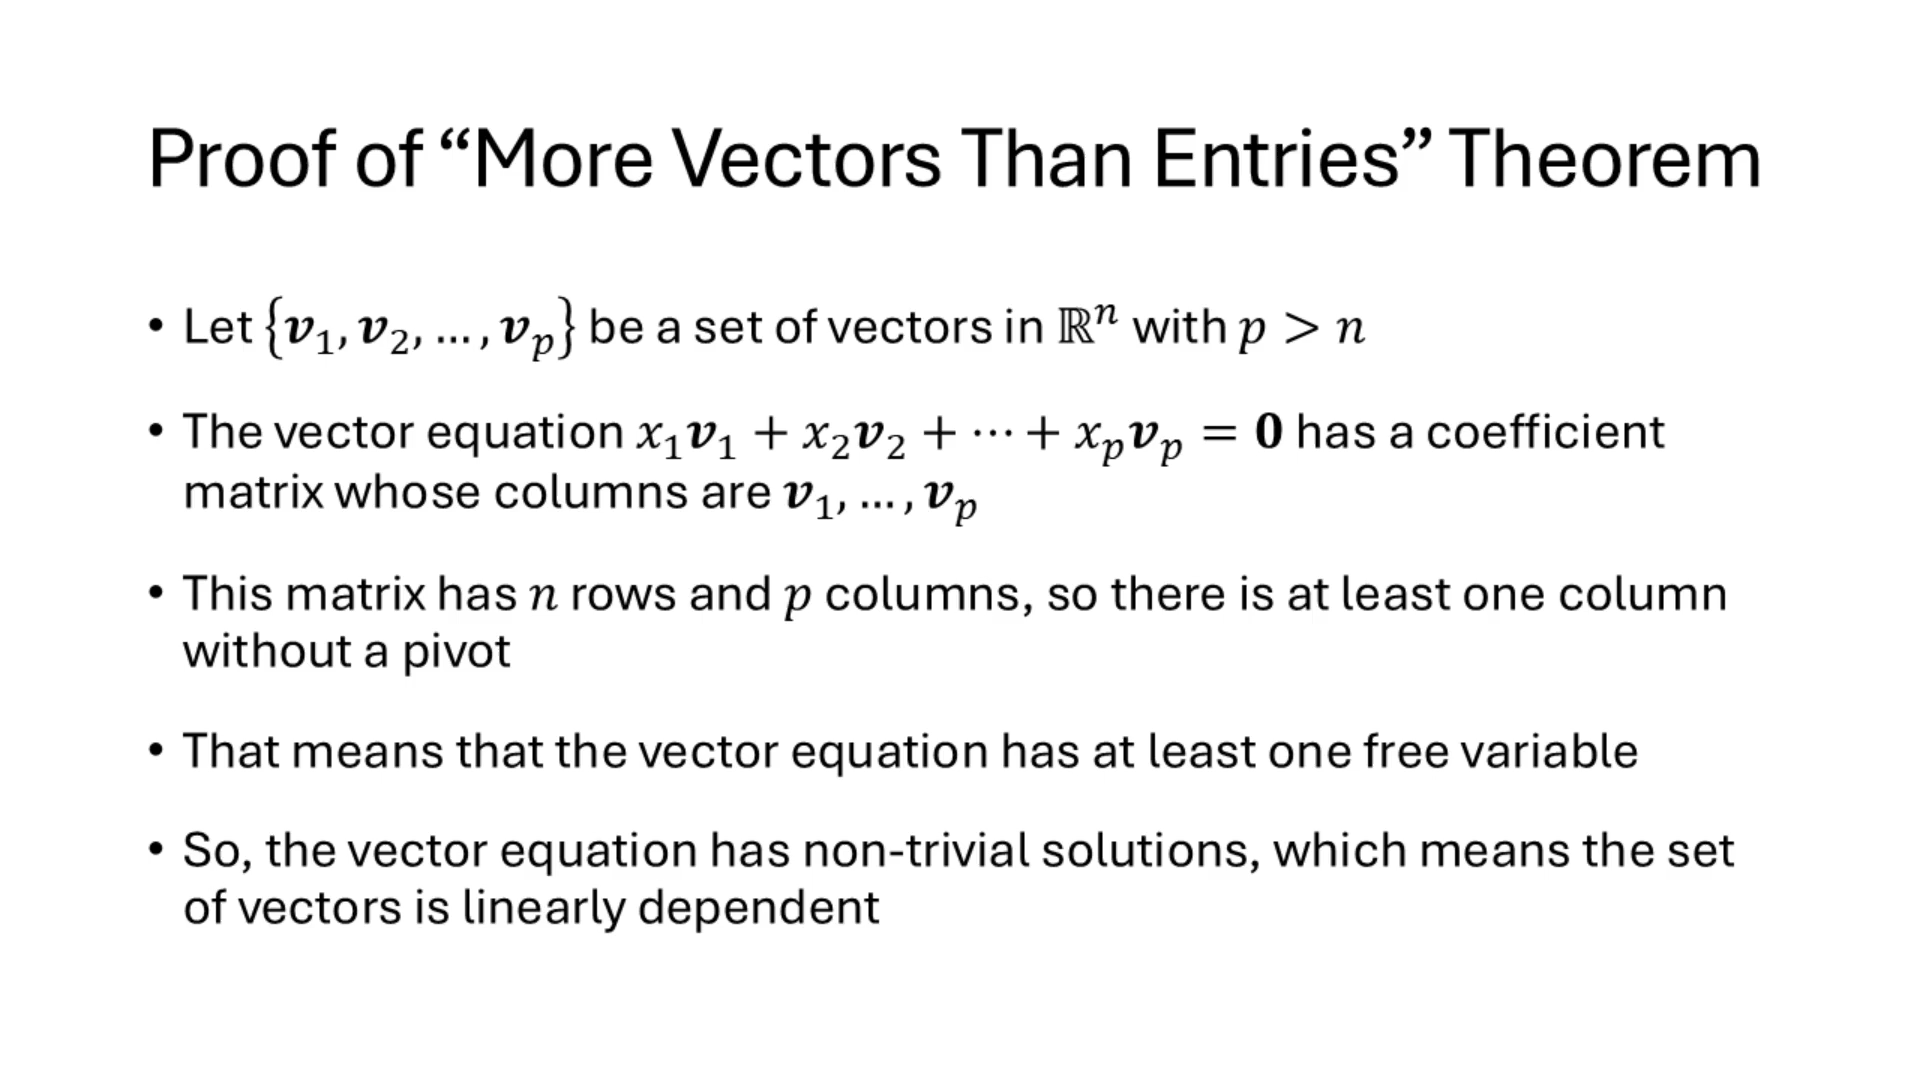 Proof of “More Vectors Than Entries” Theorem
• Let {𝒗₁, 𝒗₂, … , 𝒗ₚ} be a set of vectors in ℝⁿ with 𝑝 > 𝑛
• The vector equation 𝑥₁𝒗₁ + 𝑥₂𝒗₂ + ⋯ + 𝑥ₚ𝒗ₚ = 𝟎 has a coefficient
matrix whose columns are 𝒗₁, … , 𝒗ₚ
• This matrix has 𝑛 rows and 𝑝 columns, so there is at least one column
without a pivot
• That means that the vector equation has at least one free variable
• So, the vector equation has non-trivial solutions, which means the set
of vectors is linearly dependent